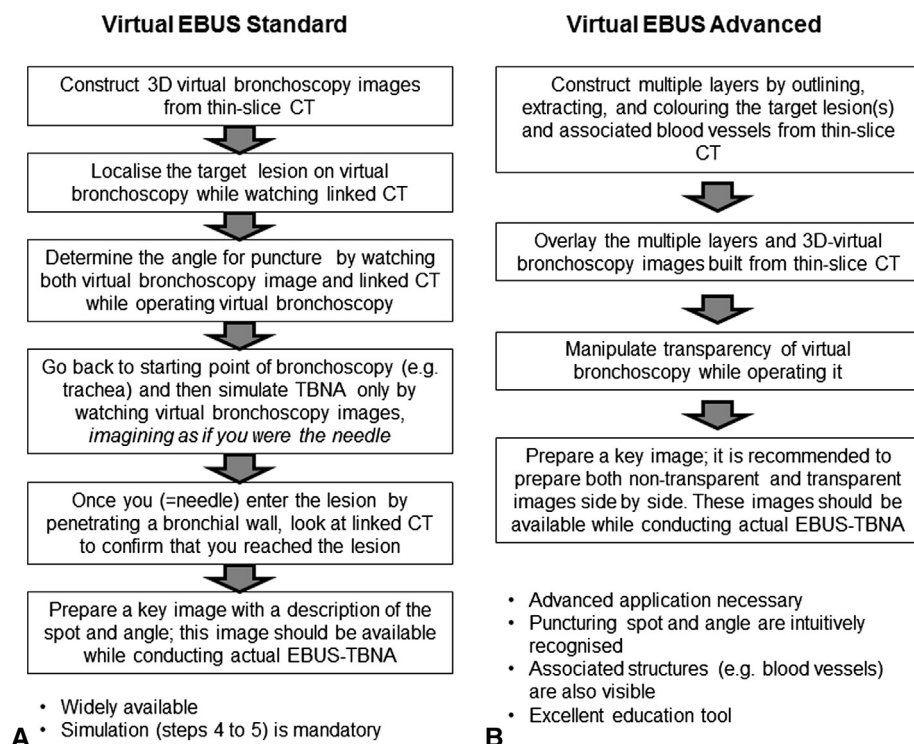 Virtual EBUS Standard
Construct 3D virtual bronchoscopy images
from thin-slice CT
Localise the target lesion on virtual
bronchoscopy while watching linked CT
Determine the angle for puncture by watching
both virtual bronchoscopy image and linked CT
while operating virtual bronchoscopy
Go back to starting point of bronchoscopy (e.g.
trachea) and then simulate TBNA only by
watching virtual bronchoscopy images,
imagining as if you were the needle
Once you (=needle) enter the lesion by
penetrating a bronchial wall, look at linked CT
to confirm that you reached the lesion
Prepare a key image with a description of the
spot and angle; this image should be available
while conducting actual EBUS-TBNA
• Widely available
• Simulation (steps 4 to 5) is mandatory
A
Virtual EBUS Advanced
Construct multiple layers by outlining,
extracting, and colouring the target lesion(s)
and associated blood vessels from thin-slice
CT
Overlay the multiple layers and 3D-virtual
bronchoscopy images built from thin-slice CT
Manipulate transparency of virtual
bronchoscopy while operating it
Prepare a key image; it is recommended to
prepare both non-transparent and transparent
images side by side. These images should be
available while conducting actual EBUS-TBNA
• Advanced application necessary
• Puncturing spot and angle are intuitively
recognised
• Associated structures (e.g. blood vessels)
are also visible
• Excellent education tool
B